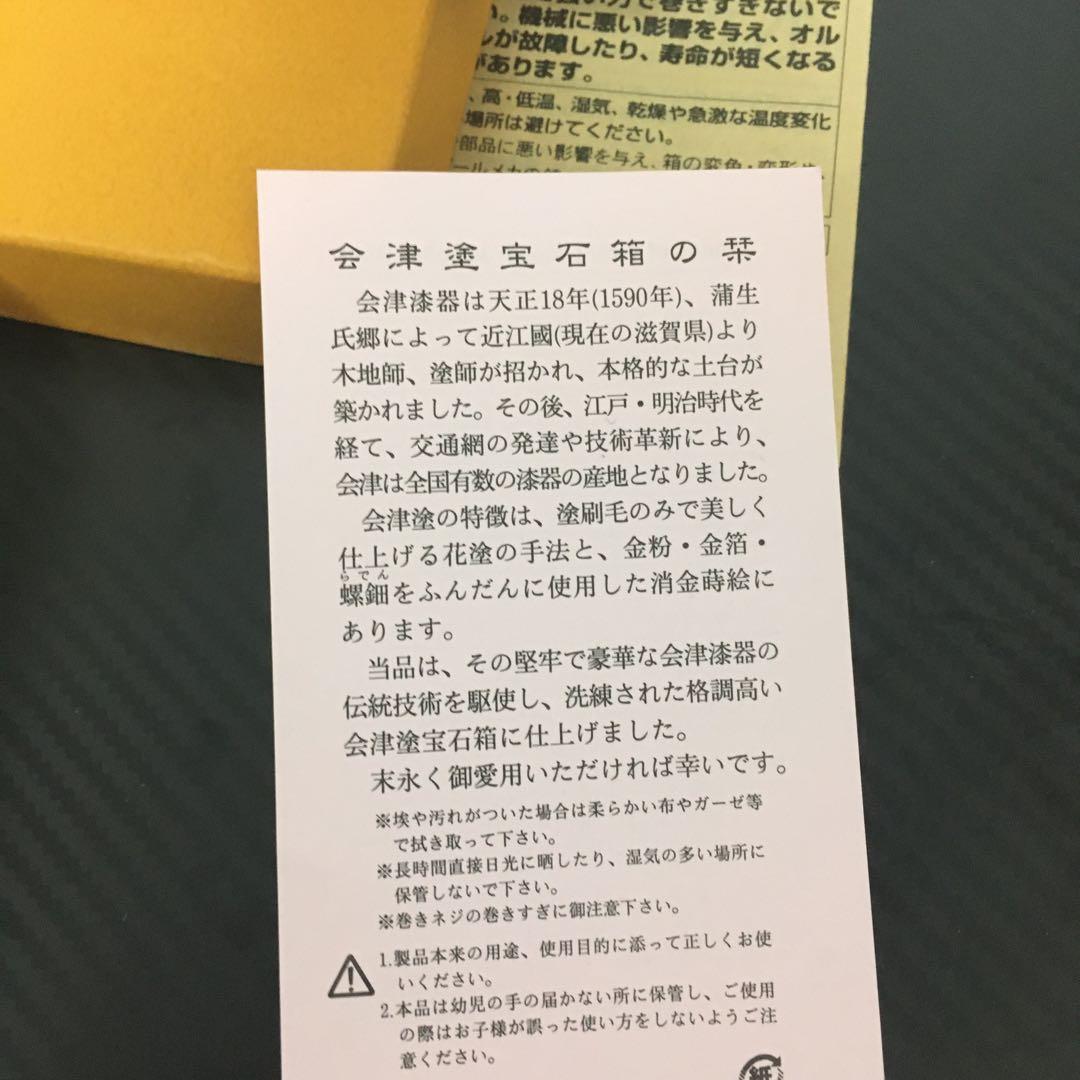 い力で巻きすぎないで
い。機械に悪い影響を与え、オル
ルが故障したり、寿命が短くなる
があります。
、高・低温、湿気、乾燥や急激な温度変化
場所は避けてください。
部品に悪い影響を与え、箱の変色・変形や
会津塗宝石箱の栞
会津漆器は天正18年(1590年)、蒲生
氏郷によって近江國(現在の滋賀県)より
木地師、塗師が招かれ、本格的な土台が
築かれました。その後、江戸・明治時代を
経て、交通網の発達や技術革新により、
会津は全国有数の漆器の産地となりました。
会津塗の特徴は、塗刷毛のみで美しく
仕上げる花塗の手法と、金粉・金箔・
らでん
螺鈿をふんだんに使用した消金蒔絵に
あります。
当品は、その堅牢で豪華な会津漆器の
伝統技術を駆使し、洗練された格調高い
会津塗宝石箱に仕上げました。
末永く御愛用いただければ幸いです。
※埃や汚れがついた場合は柔らかい布やガーゼ等
で拭き取って下さい。
※長時間直接日光に晒したり、湿気の多い場所に
保管しないで下さい。
※巻きネジの巻きすぎに御注意下さい。
1.製品本来の用途、使用目的に添って正しくお使
いください。
2.本品は幼児の手の届かない所に保管し、ご使用
の際はお子様が誤った使い方をしないようご注
意ください。
紙